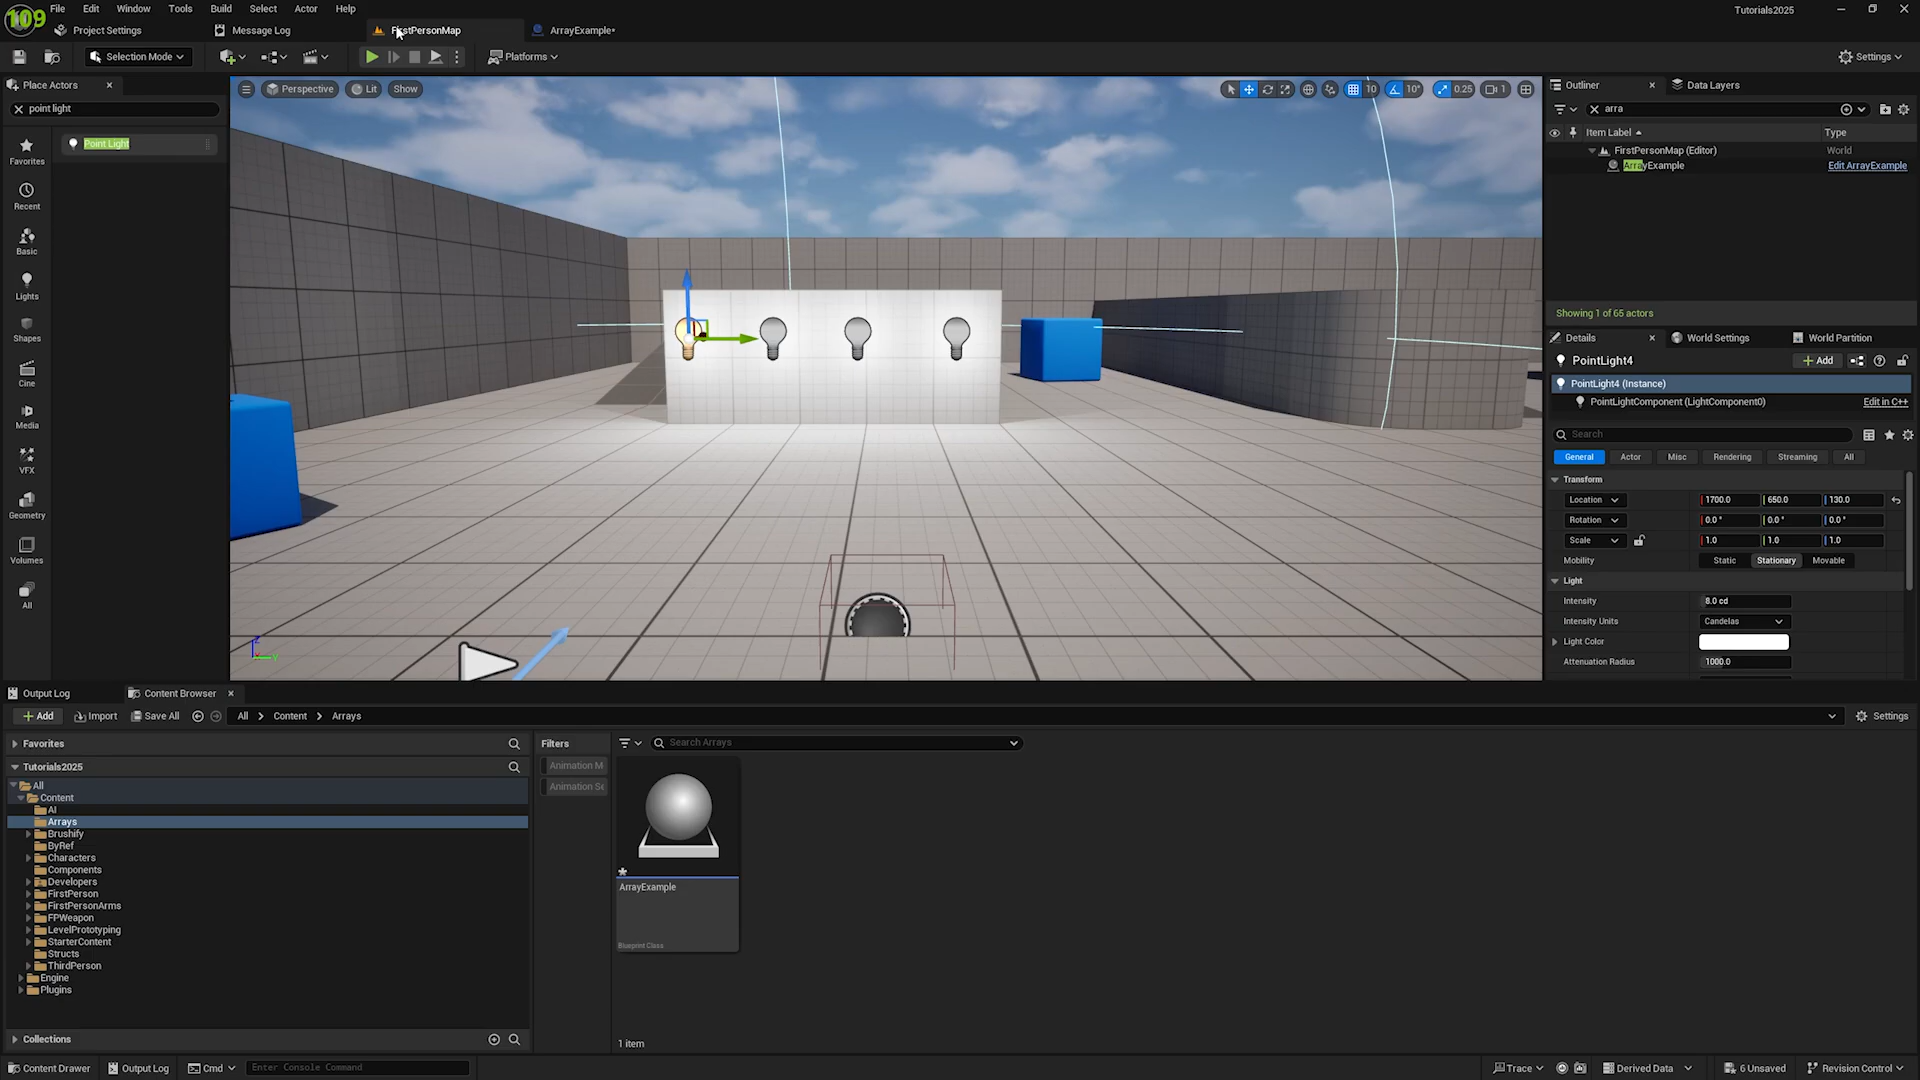 109
File Edit Window Tools Build Select Actor Help
Tutorials2025
Project Settings
Message Log
FirstPersonMap
ArrayExample•
Selection Mode
Platforms
Settings
Place Actors
point light
Point Light
Favorites
Recent
Basic
Lights
Shapes
Cine
Media
VFX
Geometry
Volumes
All
Perspective Lit Show
10 10° 0.25 1
Outliner
Data Layers
arra
Item Label Type
FirstPersonMap (Editor) World
ArrayExample Edit ArrayExample
Showing 1 of 65 actors
Details World Settings World Partition
PointLight4 Add
PointLight4 (Instance)
PointLightComponent (LightComponent0) Edit in C++
Search
General Actor Misc Rendering Streaming All
Transform
Location 1700.0 650.0 130.0
Rotation 0.0° 0.0° 0.0°
Scale 1.0 1.0 1.0
Mobility Static Stationary Movable
Light
Intensity 8.0 cd
Intensity Units Candelas
Light Color
Attenuation Radius 1000.0
Z
Y
Output Log Content Browser
Add Import Save All All Content Arrays Settings
Favorites
Tutorials2025
All
Content
AI
Arrays
Brushify
ByRef
Characters
Components
Developers
FirstPerson
FirstPersonArms
FPWeapon
LevelPrototyping
StarterContent
Structs
ThirdPerson
Engine
Plugins
Collections
Filters
Animation M
Animation Se
Search Arrays
ArrayExample
Blueprint Class
1 item
Content Drawer Output Log Cmd Enter Console Command
Trace Derived Data 6 Unsaved Revision Control